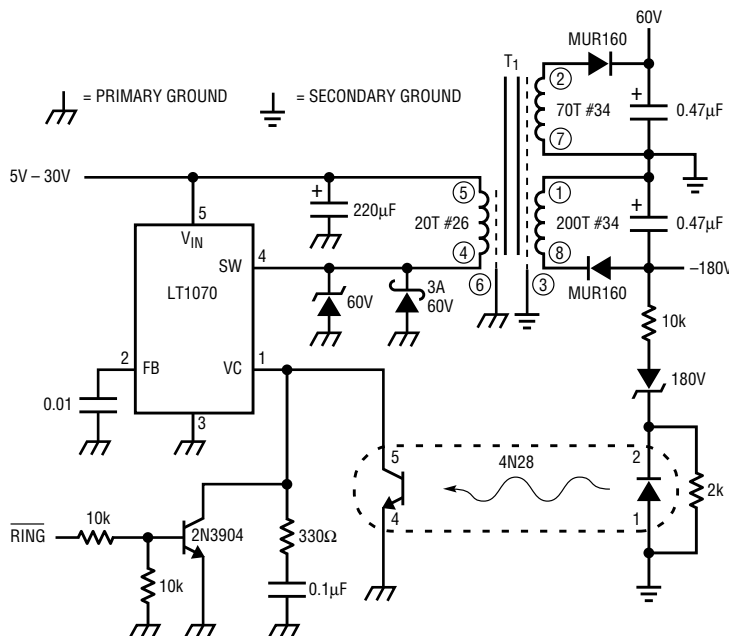 60V
MUR160
T1
= PRIMARY GROUND
= SECONDARY GROUND
2
70T #34
+
0.47µF
7
5V – 30V
5
VIN
+
220µF
5
20T #26
4
1
200T #34
8
+
0.47µF
4
SW
LT1070
60V
3A
60V
6
3
MUR160
–180V
10k
2
FB
VC
1
180V
0.01
3
5
4N28
2
2k
4
1
RING
10k
2N3904
330Ω
10k
0.1µF